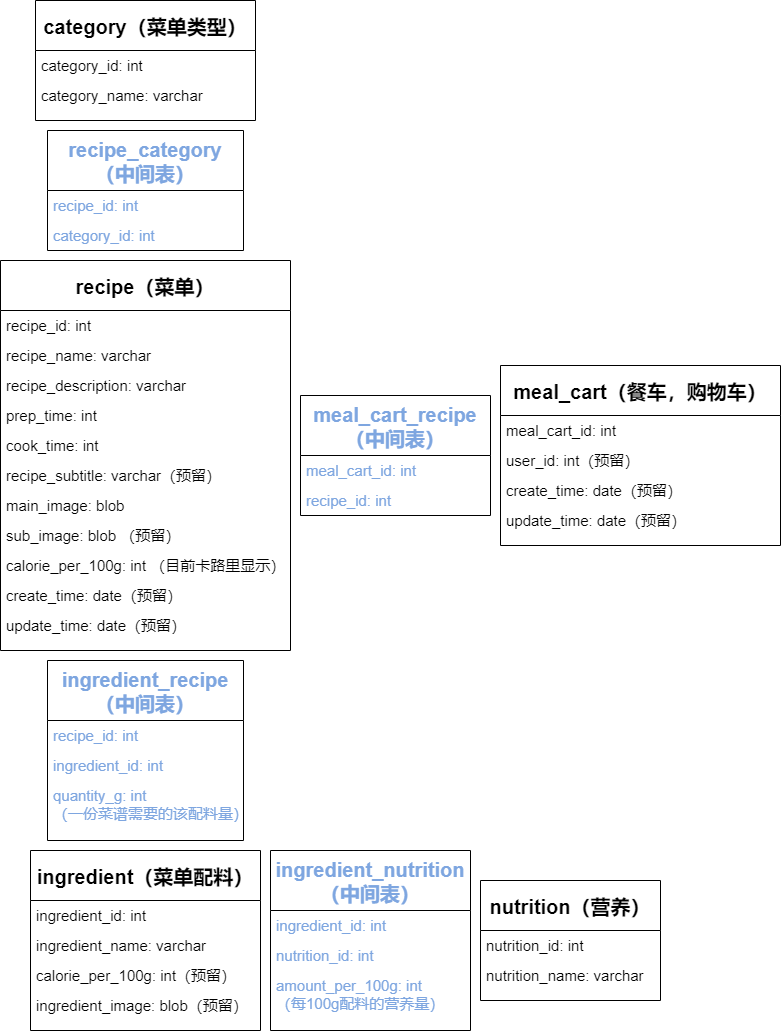 category（菜单类型）
category_id: int
category_name: varchar
recipe_category
（中间表）
recipe_id: int
category_id: int
recipe（菜单）
recipe_id: int
recipe_name: varchar
recipe_description: varchar
prep_time: int
cook_time: int
recipe_subtitle: varchar（预留）
main_image: blob
sub_image: blob （预留）
calorie_per_100g: int （目前卡路里显示）
create_time: date（预留）
update_time: date（预留）
meal_cart_recipe
（中间表）
meal_cart_id: int
recipe_id: int
meal_cart（餐车，购物车）
meal_cart_id: int
user_id: int（预留）
create_time: date（预留）
update_time: date（预留）
ingredient_recipe
（中间表）
recipe_id: int
ingredient_id: int
quantity_g: int
（一份菜谱需要的该配料量）
ingredient（菜单配料）
ingredient_id: int
ingredient_name: varchar
calorie_per_100g: int（预留）
ingredient_image: blob（预留）
ingredient_nutrition
（中间表）
ingredient_id: int
nutrition_id: int
amount_per_100g: int
（每100g配料的营养量）
nutrition（营养）
nutrition_id: int
nutrition_name: varchar